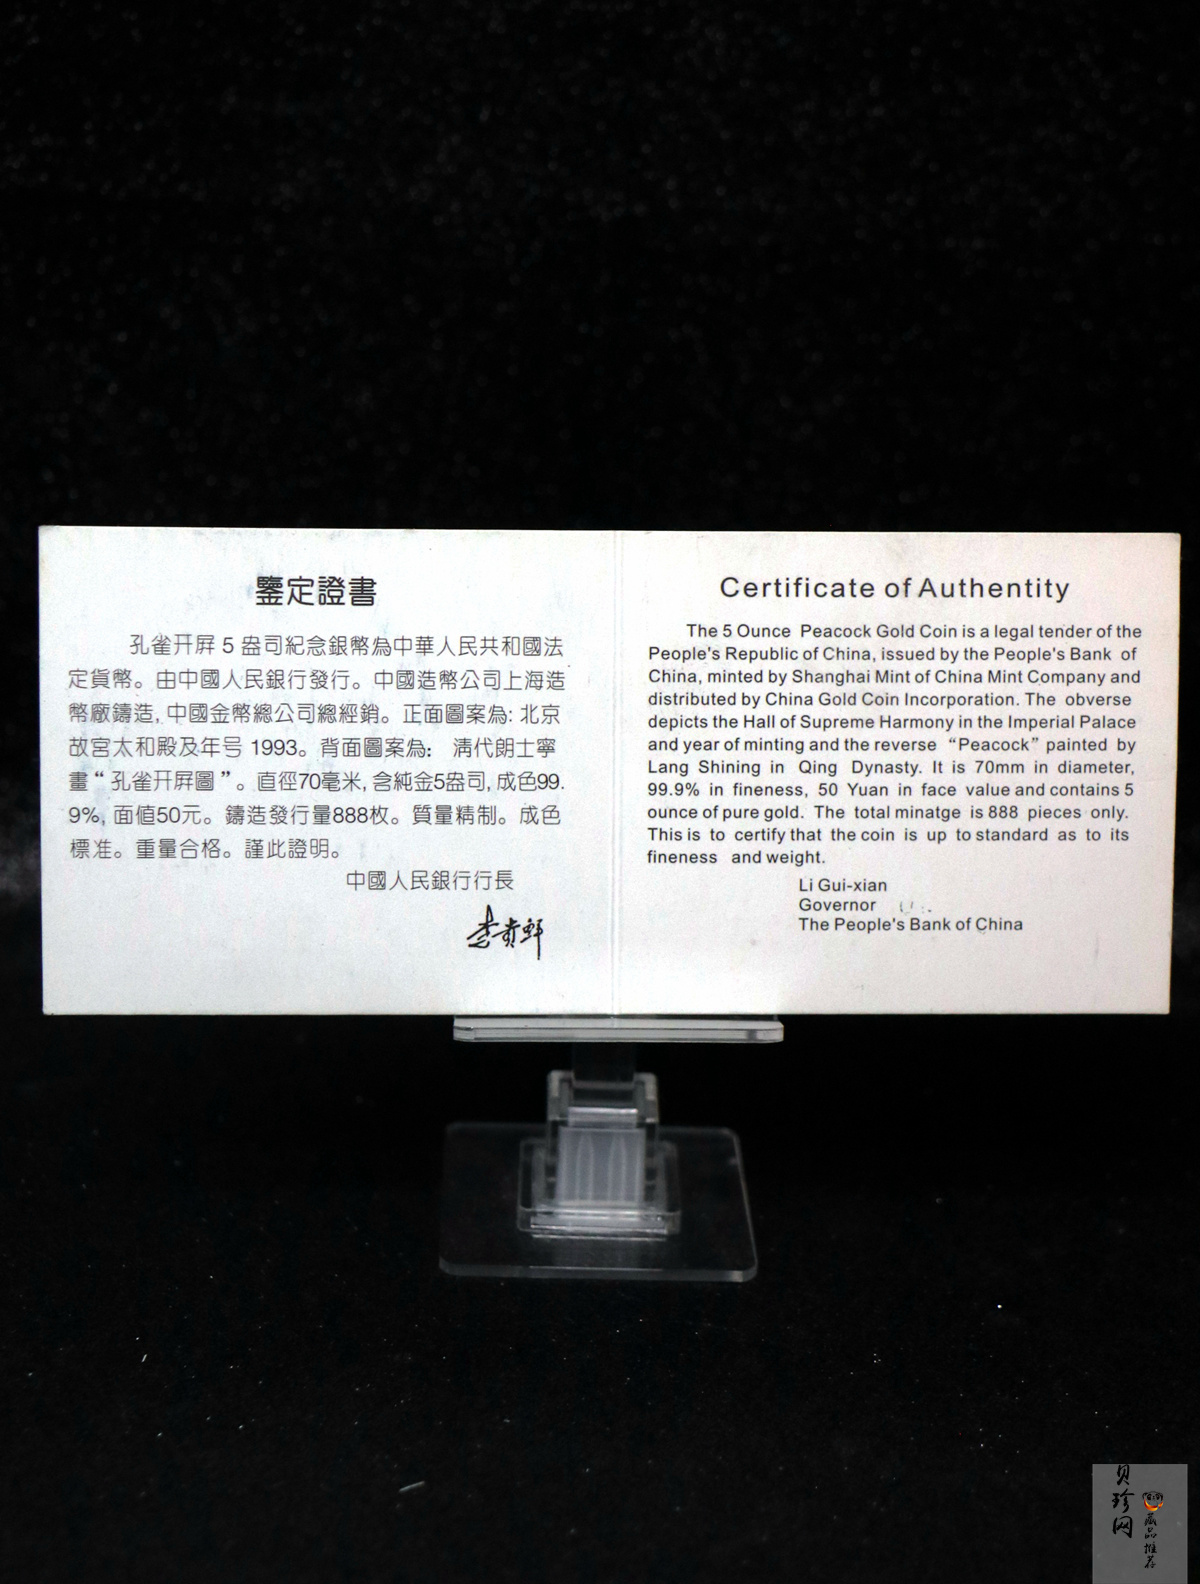 鑒定證書
孔雀开屏 5 盎司紀念銀幣為中華人民共和國法
定貨幣。由中國人民銀行發行。中國造幣公司上海造
幣廠鑄造,中國金幣總公司總經銷。正面圖案為:北京
故宮太和殿及年号 1993。背面圖案為: 淸代朗士寧
畫“孔雀开屏圖”。直徑70毫米,含純金5盎司,成色99.
9%,面値50元。鑄造發行量888枚。質量精制。成色
標准。重量合格。謹此證明。
中國人民銀行行長
Certificate of Authentity
The 5 Ounce Peacock Gold Coin is a legal tender of the
People's Republic of China, issued by the People's Bank of
China, minted by Shanghai Mint of China Mint Company and
distributed by China Gold Coin Incorporation. The obverse
depicts the Hall of Supreme Harmony in the Imperial Palace
and year of minting and the reverse “Peacock” painted by
Lang Shining in Qing Dynasty. It is 70mm in diameter,
99.9% in fineness, 50 Yuan in face value and contains 5
ounce of pure gold. The total minatge is 888 pieces only.
This is to certify that the coin is up to standard as to its
fineness and weight.
Li Gui-xian
Governor
The People's Bank of China
贝珍网
藏品推荐